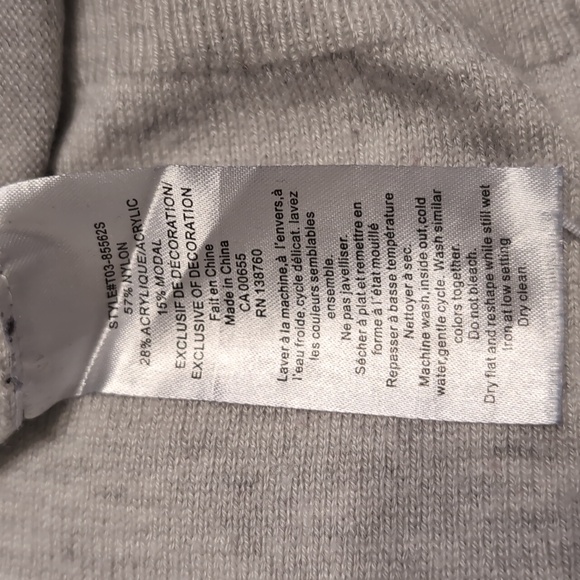 STYLE#T03-85562S
57% NYLON
28% ACRYLIQUE/ACRYLIC
15% MODAL
EXCLUSIF DE DÉCORATION/
EXCLUSIVE OF DECORATION
Fait en Chine
Made in China
CA 00655
RN 139760
Laver à la machine,à l'envers,à
l'eau froide,cycle délicat. lavez
les couleurs semblables
ensemble.
Ne pas javelliser.
Sécher à plat et remettre en
forme à l'état mouillé
Repasser à basse température
Nettoyer à sec.
Machine wash,inside out,cold
water,gentle cycle. Wash similar
colors together.
Do not bleach.
Dry flat and reshape while still wet
Iron at low setting
Dry clean.